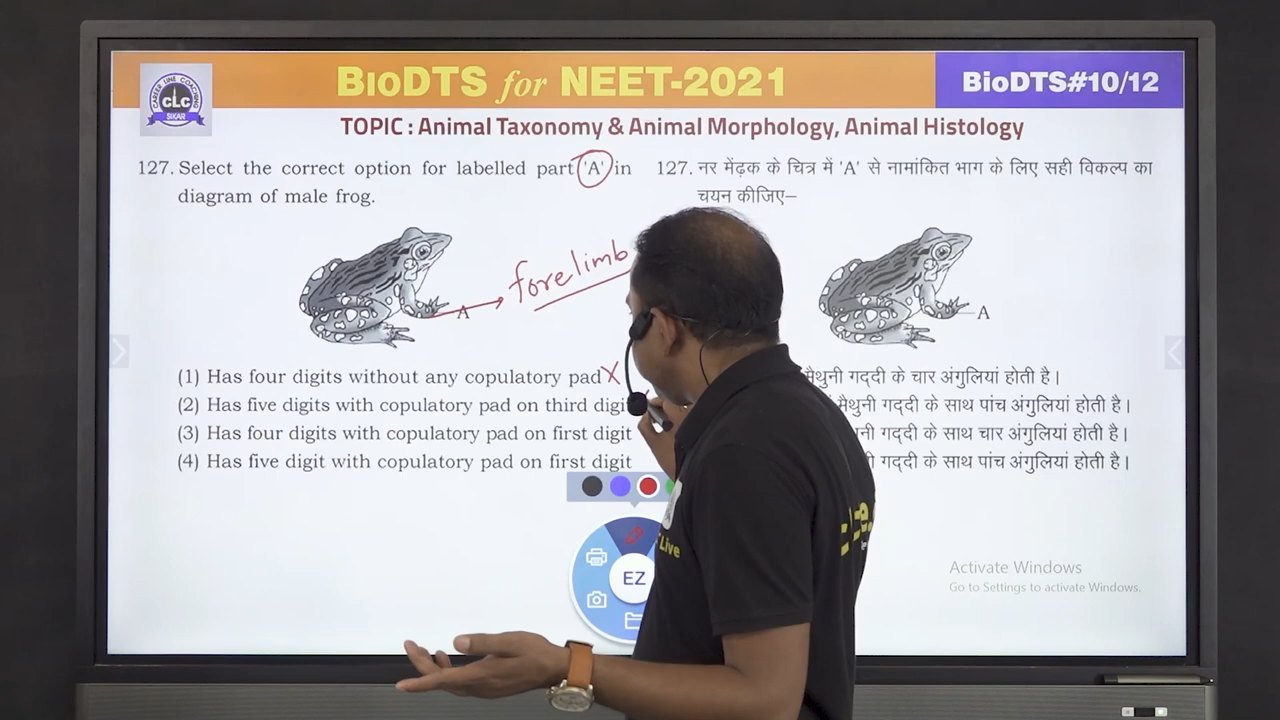 BIODTS for NEET-2021
BioDTS#10/12
CAREER LINE COACHING
CLC
SIKAR
TOPIC : Animal Taxonomy & Animal Morphology, Animal Histology
127. Select the correct option for labelled part 'A' in
diagram of male frog.
forelimb
A
(1) Has four digits without any copulatory pad X
(2) Has five digits with copulatory pad on third digi
(3) Has four digits with copulatory pad on first digit
(4) Has five digit with copulatory pad on first digit
127. नर मेंढ़क के चित्र में 'A' से नामांकित भाग के लिए सही विकल्प का
चयन कीजिए–
A
मैथुनी गद्दी के चार अंगुलियां होती है।
मैथुनी गद्दी के साथ पांच अंगुलियां होती है।
गद्दी के साथ चार अंगुलियां होती है।
गद्दी के साथ पांच अंगुलियां होती है।
EZ
Live
Activate Windows
Go to Settings to activate Windows.